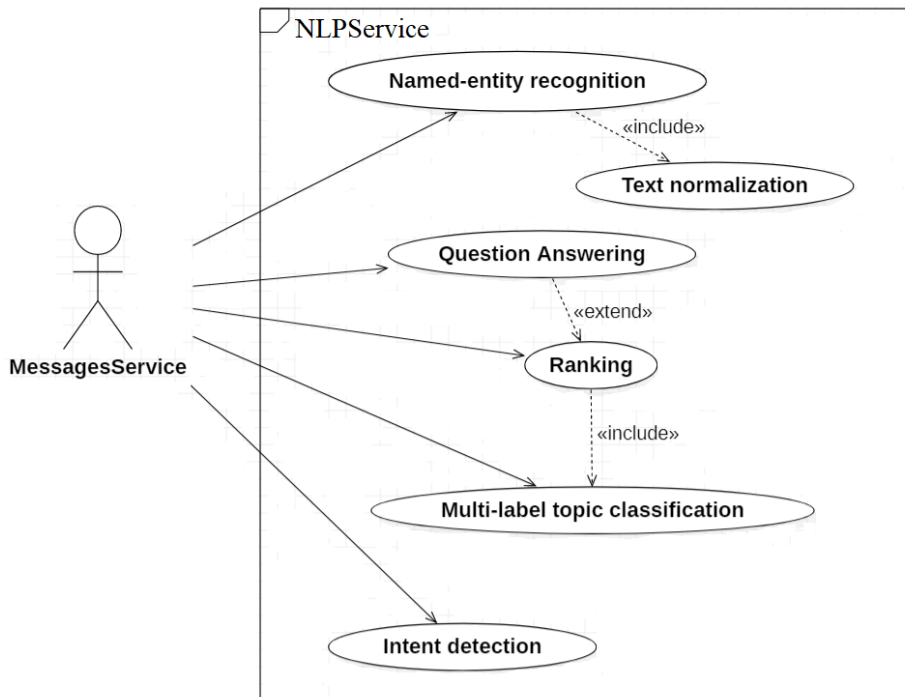 NLPService
Named-entity recognition
«include»
Text normalization
Question Answering
«extend»
Ranking
MessagesService
«include»
Multi-label topic classification
Intent detection